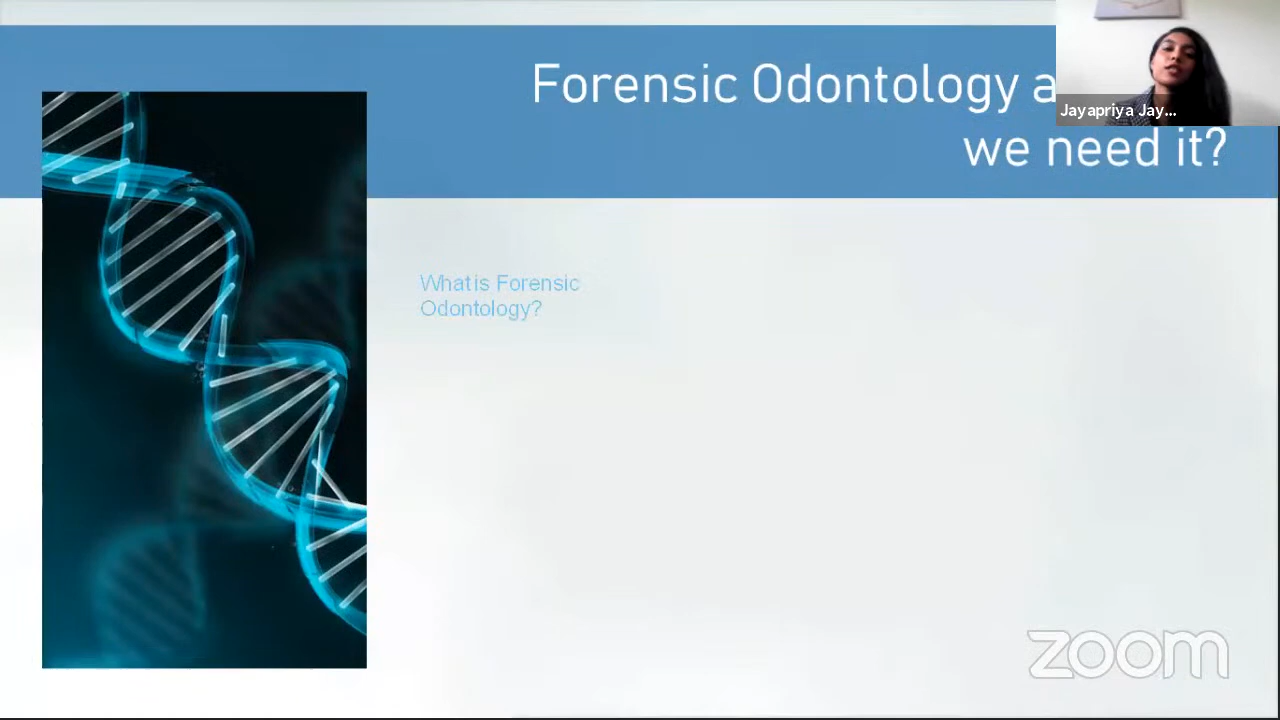 Forensic Odontology a
we need it?
Jayapriya Jay...
What is Forensic
Odontology?
zoom